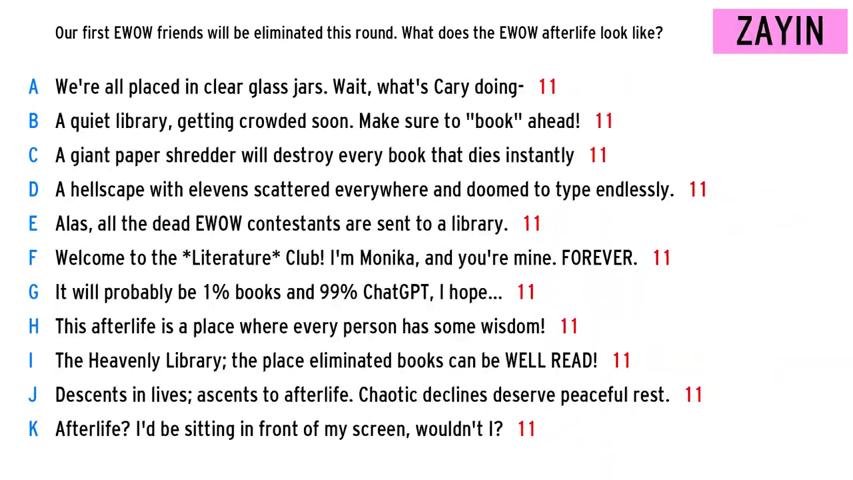 Our first EWOW friends will be eliminated this round. What does the EWOW afterlife look like? ZAYIN
A We're all placed in clear glass jars. Wait, what's Cary doing- 11
B A quiet library, getting crowded soon. Make sure to "book" ahead! 11
C A giant paper shredder will destroy every book that dies instantly 11
D A hellscape with elevens scattered everywhere and doomed to type endlessly. 11
E Alas, all the dead EWOW contestants are sent to a library. 11
F Welcome to the *Literature* Club! I'm Monika, and you're mine. FOREVER. 11
G It will probably be 1% books and 99% ChatGPT, I hope... 11
H This afterlife is a place where every person has some wisdom! 11
I The Heavenly Library; the place eliminated books can be WELL READ! 11
J Descents in lives; ascents to afterlife. Chaotic declines deserve peaceful rest. 11
K Afterlife? I'd be sitting in front of my screen, wouldn't I? 11